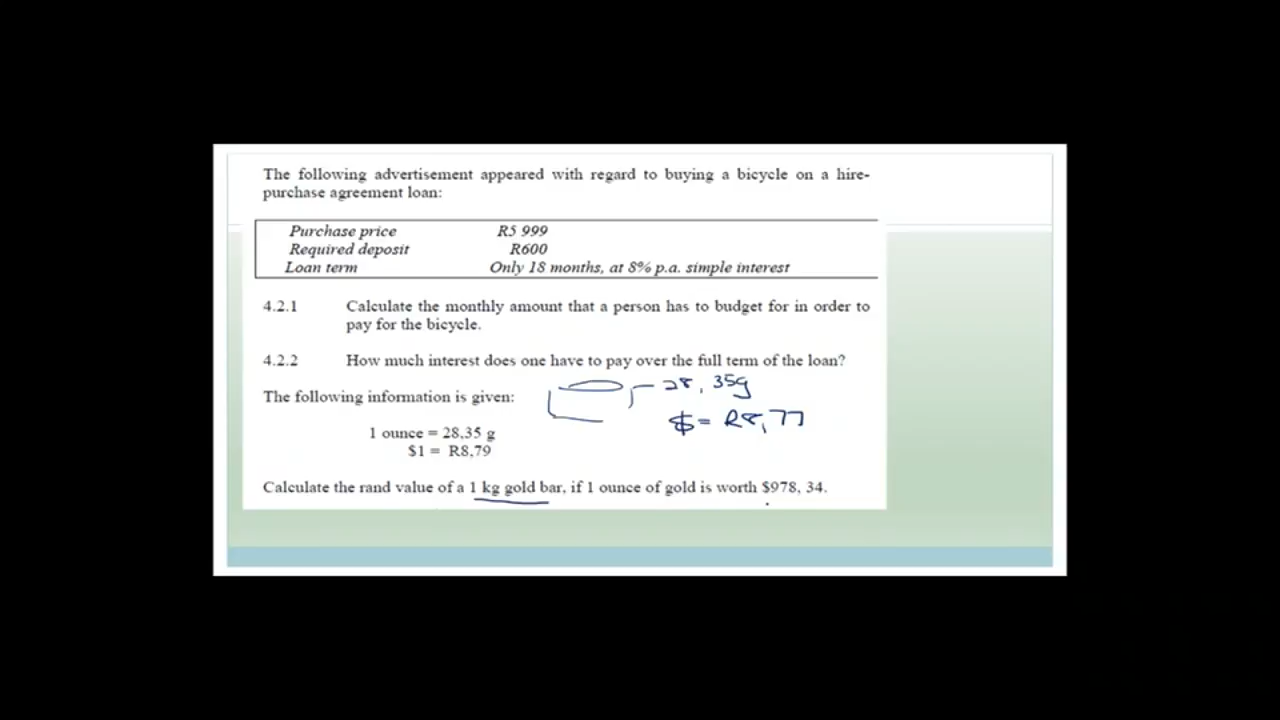 The following advertisement appeared with regard to buying a bicycle on a hire-
purchase agreement loan:
Purchase price R5 999
Required deposit R600
Loan term Only 18 months, at 8% p.a. simple interest
4.2.1 Calculate the monthly amount that a person has to budget for in order to
pay for the bicycle.
4.2.2 How much interest does one have to pay over the full term of the loan?
28,35g
The following information is given:
$ = R8,77
1 ounce = 28,35 g
$1 = R8,79
Calculate the rand value of a 1 kg gold bar, if 1 ounce of gold is worth $978, 34.